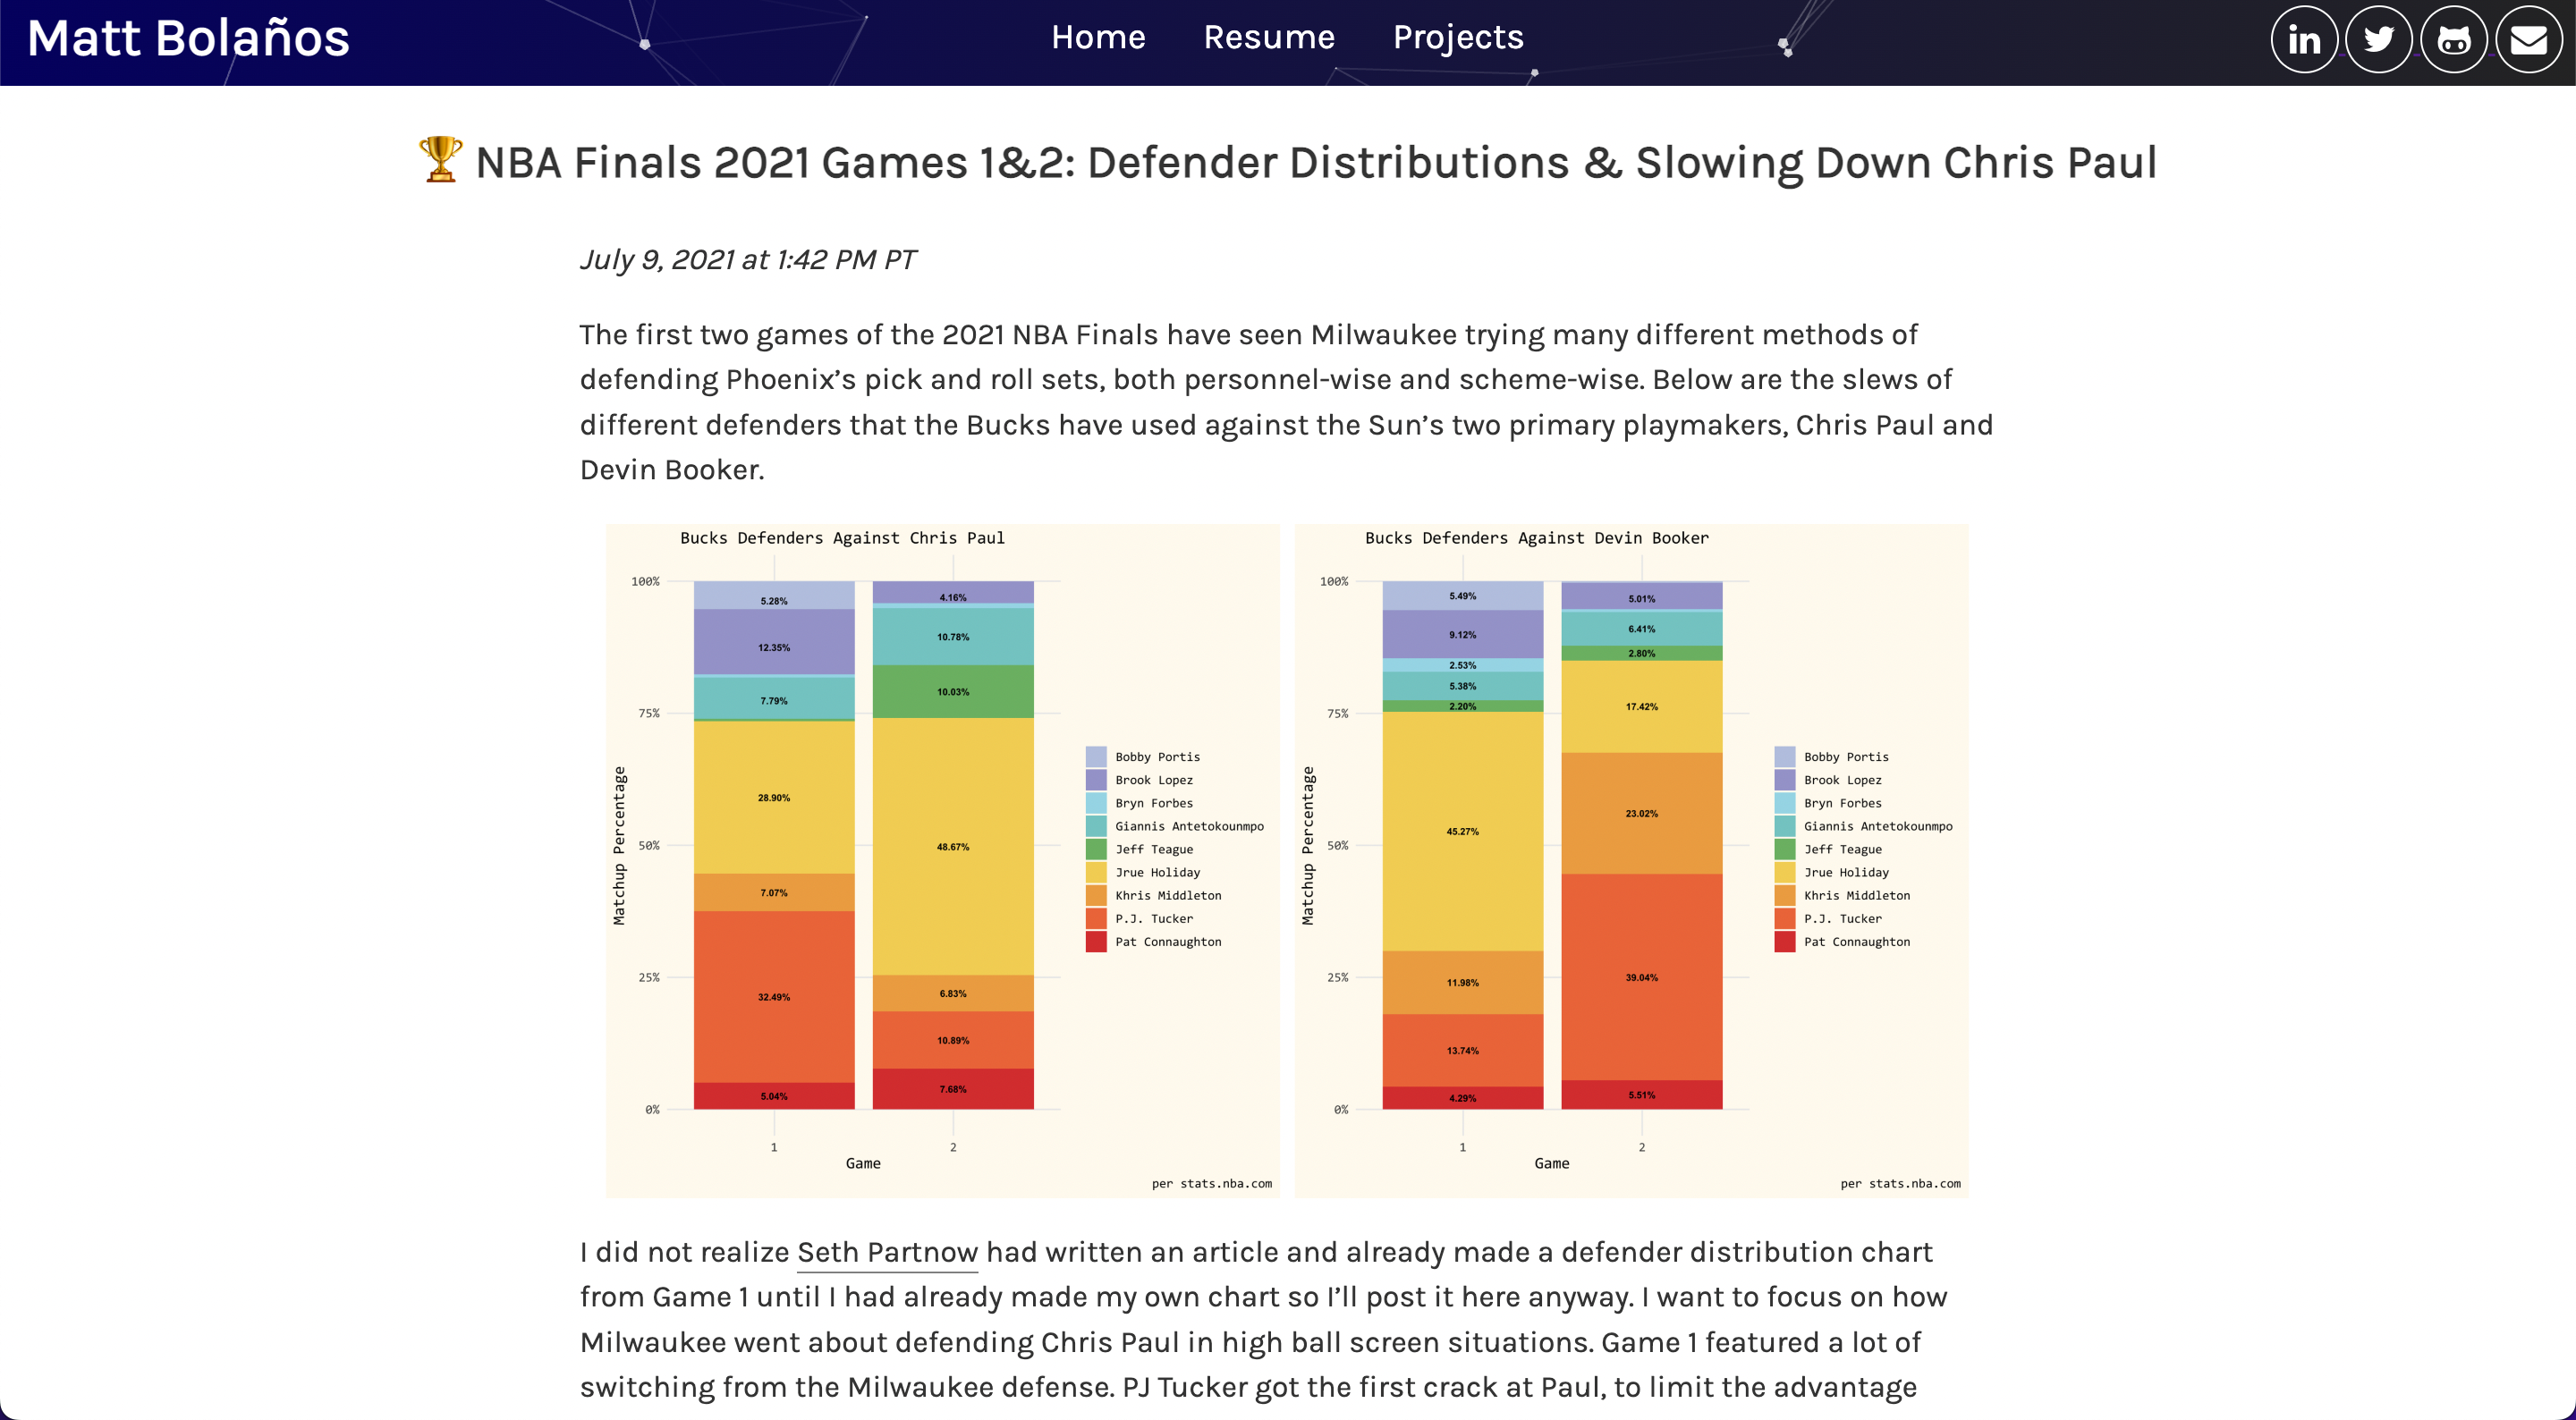 Matt Bolaños
Home Resume Projects
🏆 NBA Finals 2021 Games 1&2: Defender Distributions & Slowing Down Chris Paul
July 9, 2021 at 1:42 PM PT
The first two games of the 2021 NBA Finals have seen Milwaukee trying many different methods of
defending Phoenix’s pick and roll sets, both personnel-wise and scheme-wise. Below are the slews of
different defenders that the Bucks have used against the Sun’s two primary playmakers, Chris Paul and
Devin Booker.
Bucks Defenders Against Chris Paul
Matchup Percentage
100%
75%
50%
25%
0%
5.28%
12.35%
7.79%
28.90%
7.07%
32.49%
5.04%
4.16%
10.78%
10.03%
48.67%
6.83%
10.89%
7.68%
1
2
Game
Bobby Portis
Brook Lopez
Bryn Forbes
Giannis Antetokounmpo
Jeff Teague
Jrue Holiday
Khris Middleton
P.J. Tucker
Pat Connaughton
per stats.nba.com
Bucks Defenders Against Devin Booker
Matchup Percentage
100%
75%
50%
25%
0%
5.49%
9.12%
2.53%
5.38%
2.20%
45.27%
11.98%
13.74%
4.29%
5.01%
6.41%
2.80%
17.42%
23.02%
39.04%
5.51%
1
2
Game
Bobby Portis
Brook Lopez
Bryn Forbes
Giannis Antetokounmpo
Jeff Teague
Jrue Holiday
Khris Middleton
P.J. Tucker
Pat Connaughton
per stats.nba.com
I did not realize Seth Partnow had written an article and already made a defender distribution chart
from Game 1 until I had already made my own chart so I’ll post it here anyway. I want to focus on how
Milwaukee went about defending Chris Paul in high ball screen situations. Game 1 featured a lot of
switching from the Milwaukee defense. PJ Tucker got the first crack at Paul, to limit the advantage